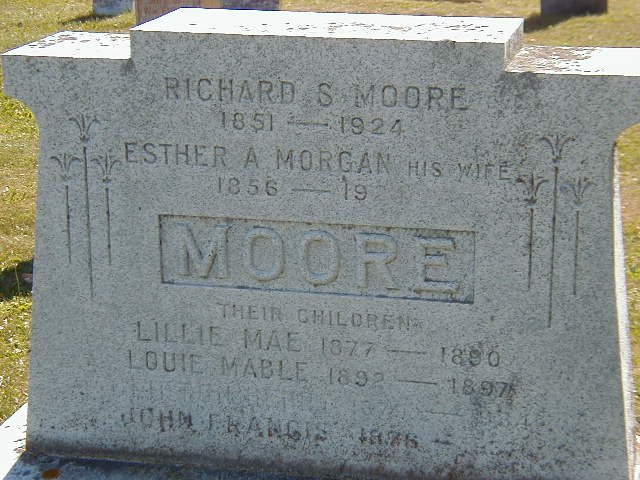 RICHARD S MOORE
1851 — 1924
ESTHER A MORGAN HIS WIFE
1856 — 19
MOORE
THEIR CHILDREN
LILLIE MAE 1877 — 1890
LOUIE MABLE 1892 — 1897
JOHN FRANCIS 1876 —